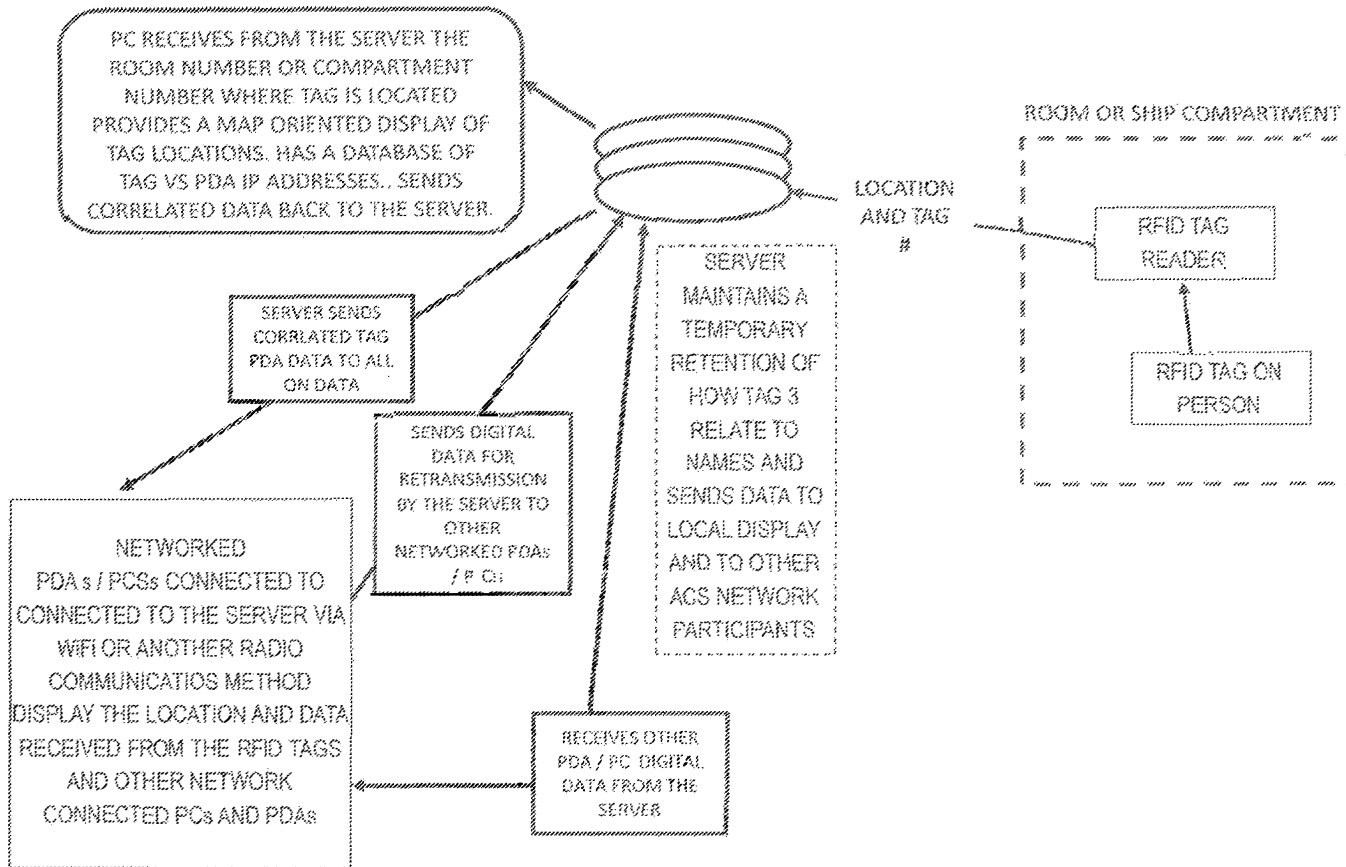 PC RECEIVES FROM THE SERVER THE
ROOM NUMBER OR COMPARTMENT
NUMBER WHERE TAG IS LOCATED
PROVIDES A MAP ORIENTED DISPLAY OF
TAG LOCATIONS. HAS A DATABASE OF
TAG VS PDA IP ADDRESSES.. SENDS
CORRELATED DATA BACK TO THE SERVER.
ROOM OR SHIP COMPARTMENT
LOCATION
AND TAG
#
RFID TAG
READER
RFID TAG ON
PERSON
SERVER
MAINTAINS A
TEMPORARY
RETENTION OF
HOW TAG 3
RELATE TO
NAMES AND
SENDS DATA TO
LOCAL DISPLAY
AND TO OTHER
ACS NETWORK
PARTICIPANTS
SERVER SENDS
CORRLATED TAG
PDA DATA TO ALL
ON DATA
SENDS DIGITAL
DATA FOR
RETRANSMISSION
BY THE SERVER TO
OTHER
NETWORKED PDAs
NETWORKED
PDA s / PCSs CONNECTED TO
CONNECTED TO THE SERVER VIA
WiFi OR ANOTHER RADIO
COMMUNICATIOS METHOD
DISPLAY THE LOCATION AND DATA
RECEIVED FROM THE RFID TAGS
AND OTHER NETWORK
CONNECTED PCs AND PDAs
RECEIVES OTHER
PDA / PC DIGITAL
DATA FROM THE
SERVER